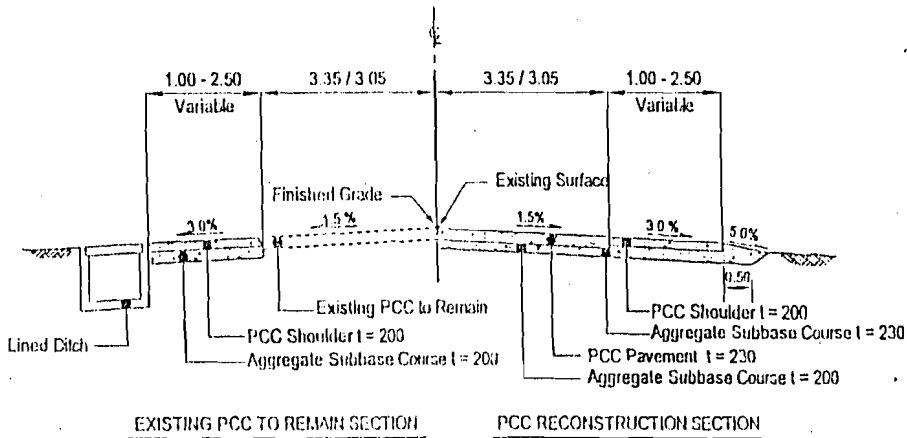 ℄
1.00 - 2.50
3.35 / 3.05
3.35 / 3.05
1.00 - 2.50
Variable
Variable
Existing Surface
Finished Grade
3.0%
1.5%
1.5%
3.0%
5.0%
0.50
Existing PCC to Remain
PCC Shoulder t = 200
Lined Ditch
PCC Shoulder t = 200
Aggregate Subbase Course t = 230
Aggregate Subbase Course t = 200
PCC Pavement t = 230
Aggregate Subbase Course t = 200
EXISTING PCC TO REMAIN SECTION
PCC RECONSTRUCTION SECTION